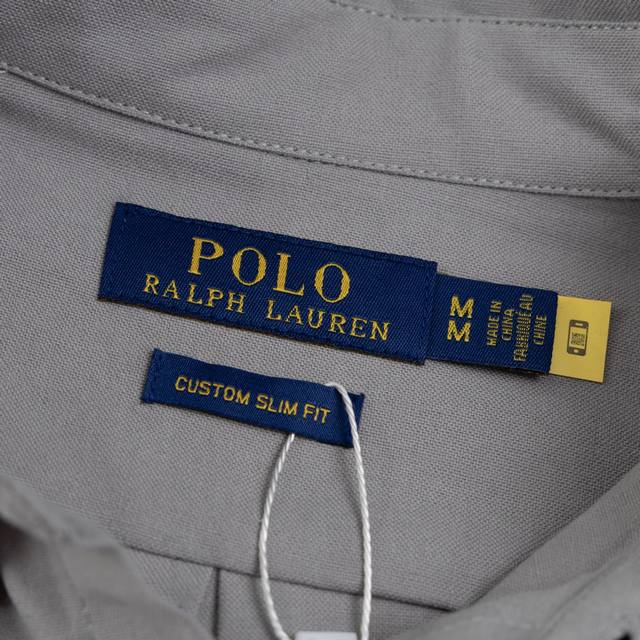 POLO
RALPH LAUREN
M
M
MADE IN
CHINA
FABRIQUÉ AU
CHINE
CUSTOM SLIM FIT